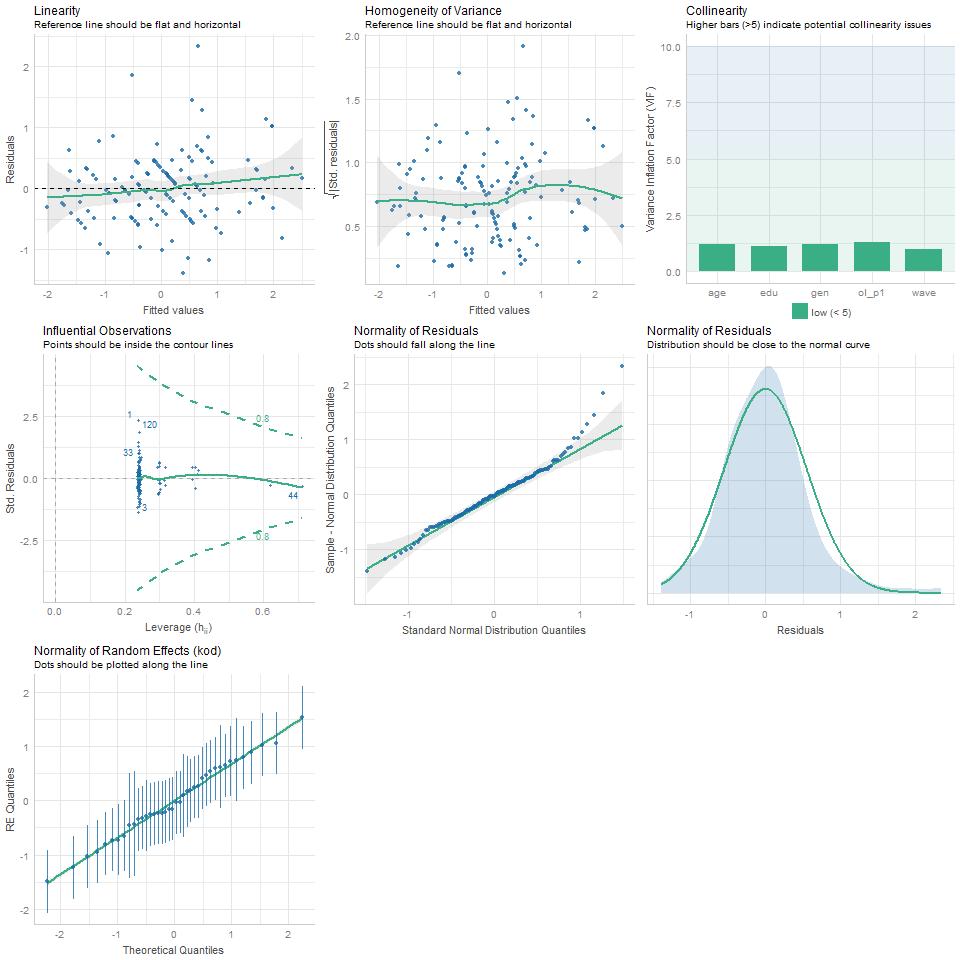 Linearity
Reference line should be flat and horizontal
Residuals
2
1
0
-1
-2
-1
0
1
2
Fitted values
Homogeneity of Variance
Reference line should be flat and horizontal
√|Std. residuals|
2.0
1.5
1.0
0.5
-2
-1
0
1
2
Fitted values
Collinearity
Higher bars (>5) indicate potential collinearity issues
Variance Inflation Factor (VIF)
10.0
7.5
5.0
2.5
0.0
age
edu
gen
ol_p1
wave
low (< 5)
Influential Observations
Points should be inside the contour lines
Std. Residuals
2.5
0.0
-2.5
1
120
33
3
44
0.8
0.8
0.0
0.2
0.4
0.6
Leverage (hii)
Normality of Residuals
Dots should fall along the line
Sample - Normal Distribution Quantiles
2
1
0
-1
-1
0
1
Standard Normal Distribution Quantiles
Normality of Residuals
Distribution should be close to the normal curve
-1
0
1
2
Residuals
Normality of Random Effects (kod)
Dots should be plotted along the line
RE Quantiles
2
1
0
-1
-2
-2
-1
0
1
2
Theoretical Quantiles